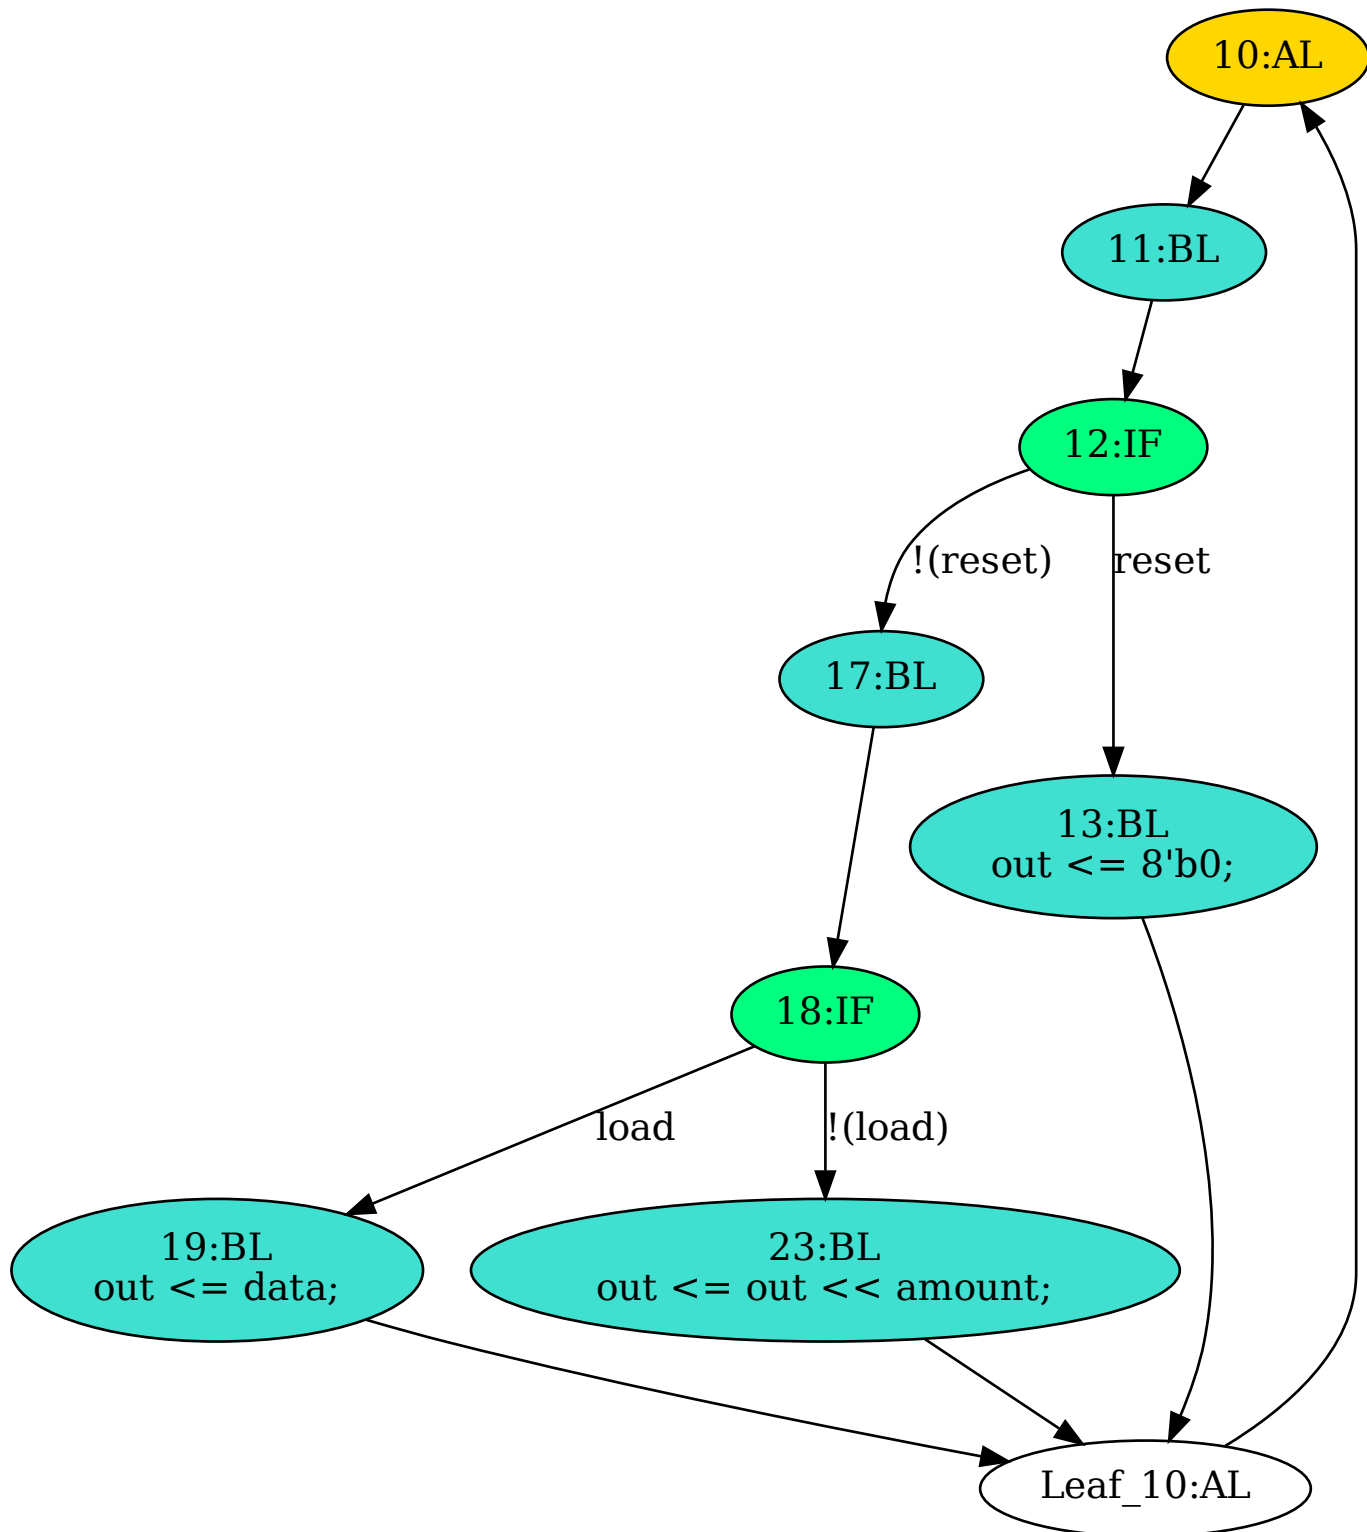 10:AL
11:BL
12:IF
!(reset)
reset
17:BL
13:BL
out <= 8'b0;
18:IF
load
!(load)
19:BL
out <= data;
23:BL
out <= out << amount;
Leaf_10:AL